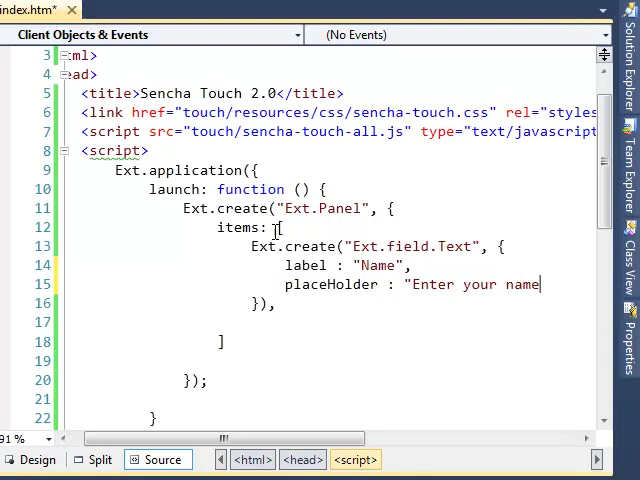 index.htm*
Client Objects & Events
(No Events)
3 tml>
4 ead>
5 <title>Sencha Touch 2.0</title>
6 <link href="touch/resources/css/sencha-touch.css" rel="styles
7 <script src="touch/sencha-touch-all.js" type="text/javascript
8 <script>
9 Ext.application({
10 launch: function () {
11 Ext.create("Ext.Panel", {
12 items: [
13 Ext.create("Ext.field.Text", {
14 label : "Name",
15 placeHolder : "Enter your name
16 }),
17
18 ]
19
20 });
21
22 }
91 %
Design
Split
Source
<html>
<head>
<script>
Solution Explorer
Team Explorer
Class View
Properties